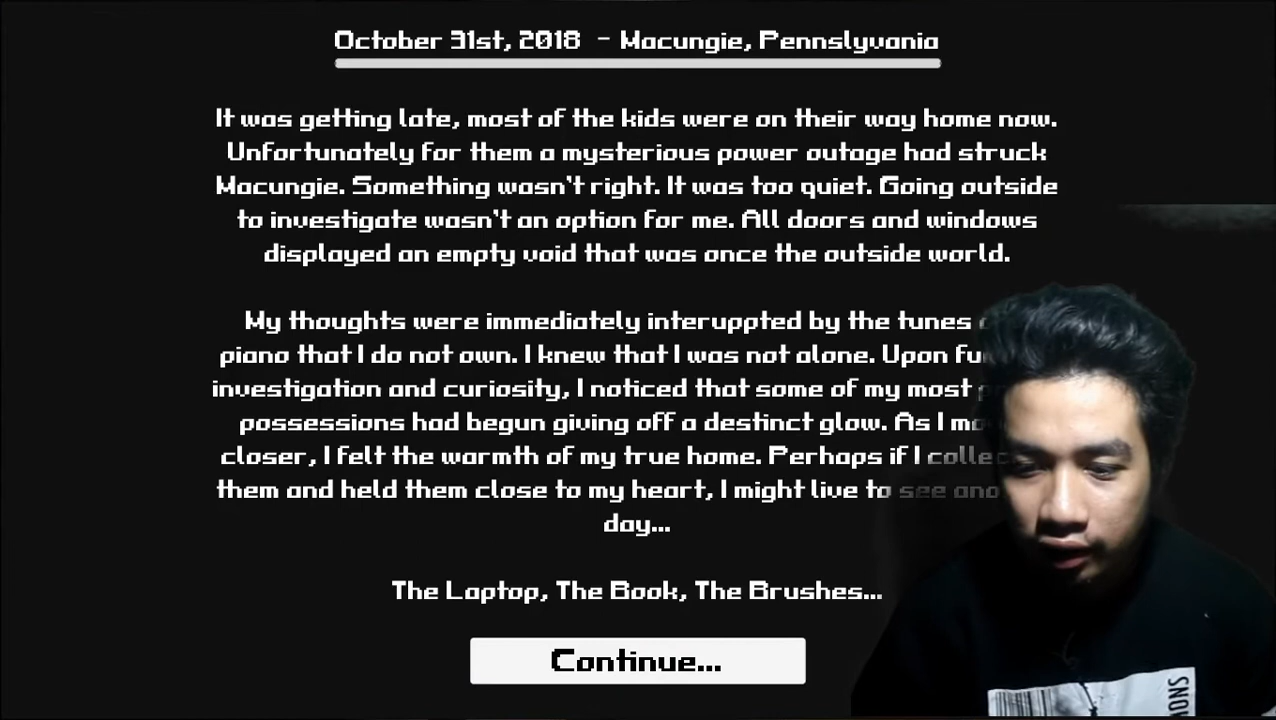 October 31st, 2018 - Macungie, Pennslyvania
It was getting late, most of the kids were on their way home now.
Unfortunately for them a mysterious power outage had struck
Macungie. Something wasn't right. It was too quiet. Going outside
to investigate wasn't an option for me. All doors and windows
displayed an empty void that was once the outside world.
My thoughts were immediately interuppted by the tunes
piano that I do not own. I knew that I was not alone. Upon
investigation and curiosity, I noticed that some of my most
possessions had begun giving off a destinct glow. As I
closer, I felt the warmth of my true home. Perhaps if I
them and held them close to my heart, I might live to see
day...
The Laptop, The Book, The Brushes...
Continue...